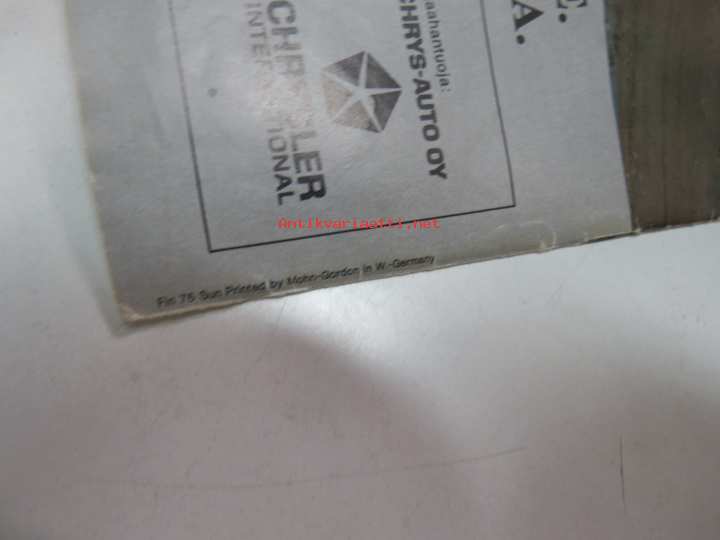 E.
A.
aahantuoja:
CHRYS-AUTO OY
CHRYSLER
INTERNATIONAL
Antikvariaatti.net
Fin 75 Sun Printed by Mohn-Gordon in W.-Germany